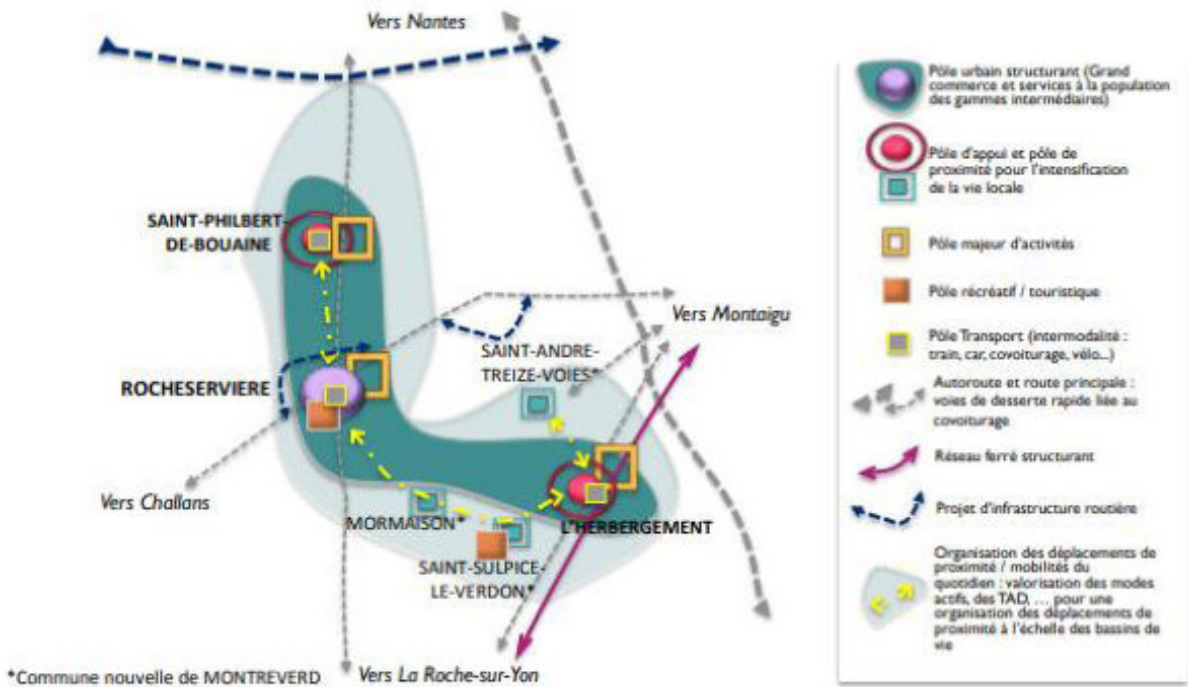 Vers Nantes
SAINT-PHILBERT-
DE-BOUAINE
Vers Montaigu
SAINT-ANDRE-
TREIZE-VOIES*
ROCHESERVIERE
Vers Challans
MORMAISON*
L'HERBERGEMENT
SAINT-SULPICE-
LE-VERDON*
*Commune nouvelle de MONTREVERD
Vers La Roche-sur-Yon
Pôle urbain structurant (Grand
commerce et services à la population
des gammes intermédiaires)
Pôle d'appui et pôle de
proximité pour l'intensification
de la vie locale
Pôle majeur d'activités
Pôle récréatif / touristique
Pôle Transport (intermodalité :
train, car, covoiturage, vélo...)
Autoroute et route principale :
voies de desserte rapide liée au
covoiturage
Réseau ferré structurant
Projet d'infrastructure routière
Organisation des déplacements de
proximité / mobilités du
quotidien : valorisation des modes
actifs, des TAD, ... pour une
organisation des déplacements de
proximité à l'échelle des bassins de
vie